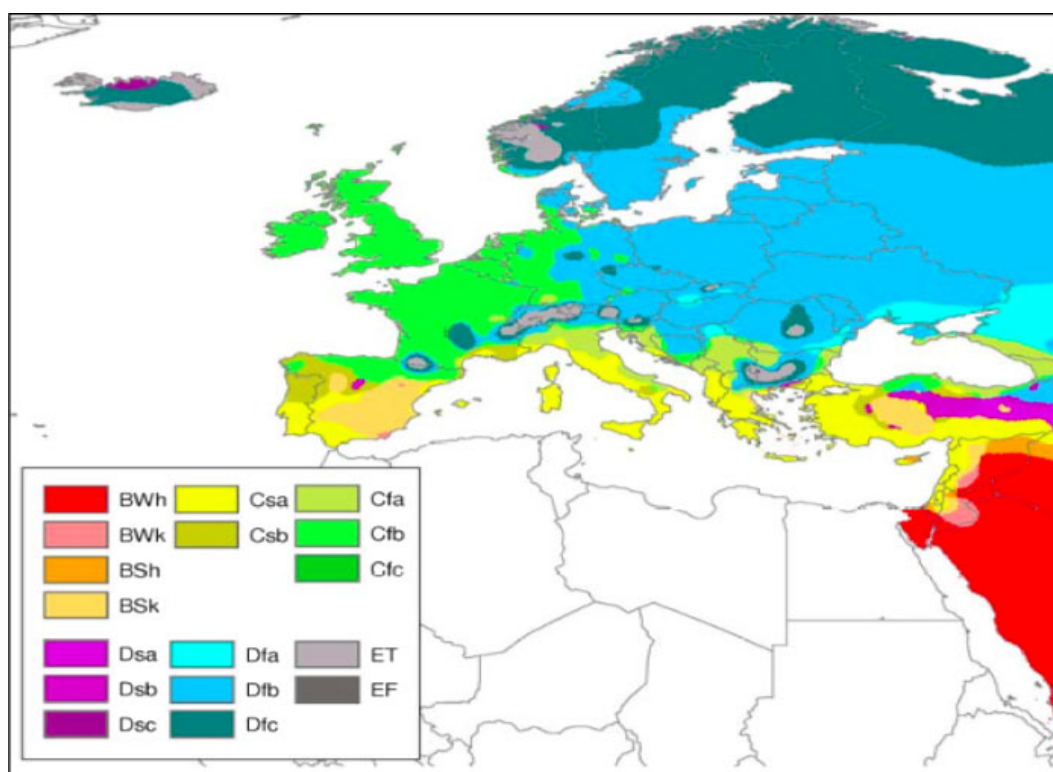 BWh Csa Cfa
BWk Csb Cfb
BSh Cfc
BSk
Dsa Dfa ET
Dsb Dfb EF
Dsc Dfc